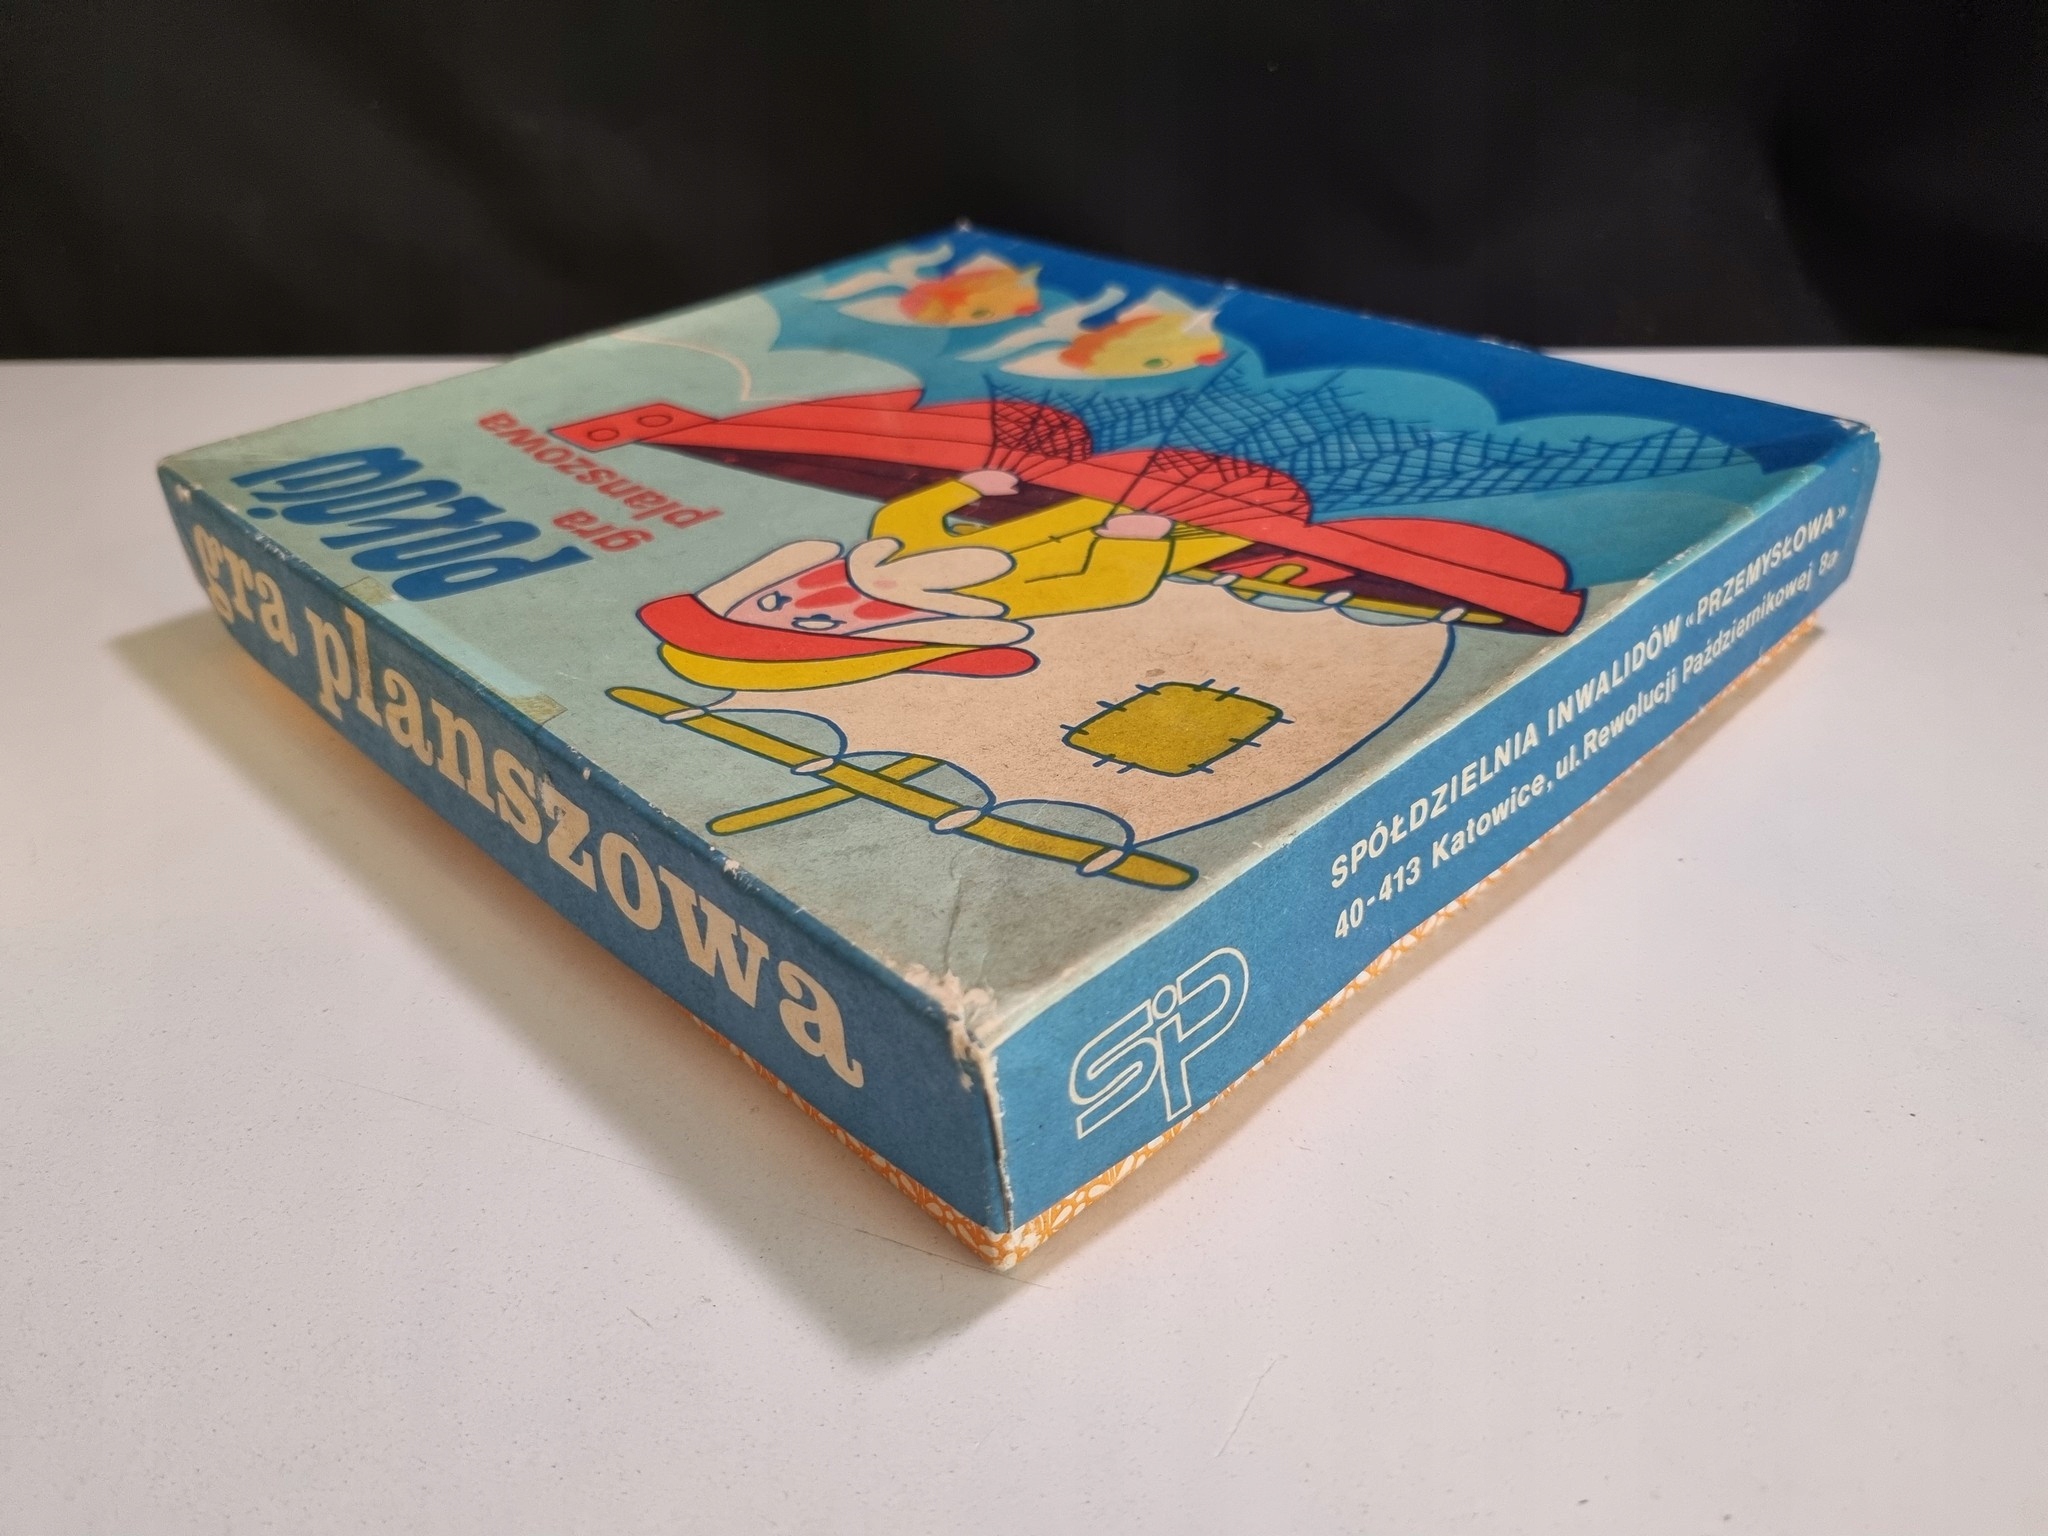 połów
gra
planszowa
gra planszowa
SiP
SPÓŁDZIELNIA INWALIDÓW «PRZEMYSŁOWA»
40-413 Katowice, ul. Rewolucji Październikowej 8a